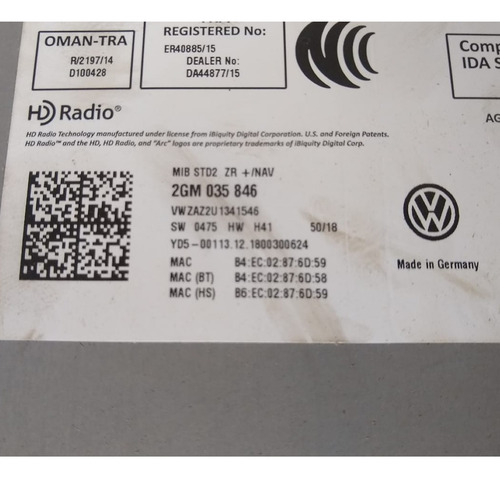 OMAN-TRA
R/2197/14
D100428
REGISTERED No:
ER40885/15
DEALER No:
DA44877/15
Comp
IDA S
AG
HD Radio®
HD Radio Technology manufactured under license from iBiquity Digital Corporation. U.S. and Foreign Patents.
HD Radio™ and the HD, HD Radio, and "Arc" logos are proprietary trademarks of iBiquity Digital Corp.
MIB STD2 ZR +/NAV
2GM 035 846
VWZAZ2U1341546
SW 0475 HW H41 50/18
YD5-00113.12.1800300624
MAC B4:EC:02:87:6D:59
MAC (BT) B4:EC:02:87:6D:58
MAC (HS) B6:EC:02:87:6D:59
VW
Made in Germany